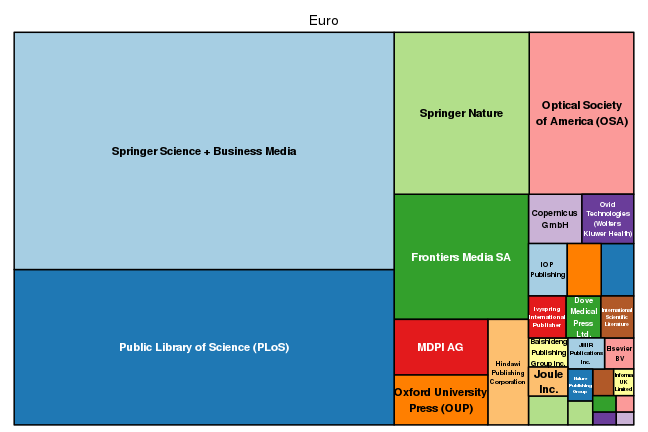 Euro
Springer Science + Business Media
Public Library of Science (PLoS)
Springer Nature
Frontiers Media SA
MDPI AG
Oxford University
Press (OUP)
Hindawi
Publishing
Corporation
Optical Society
of America (OSA)
Copernicus
GmbH
Ovid
Technologies
(Wolters
Kluwer Health)
IOP
Publishing
Ivyspring
International
Publisher
Dove
Medical
Press
Ltd.
International
Scientific
Literature
Baishideng
Publishing
Group Inc.
JMIR
Publications
Inc.
Elsevier
BV
Joule
Inc.
Nature
Publishing
Group
Informa
UK
Limited